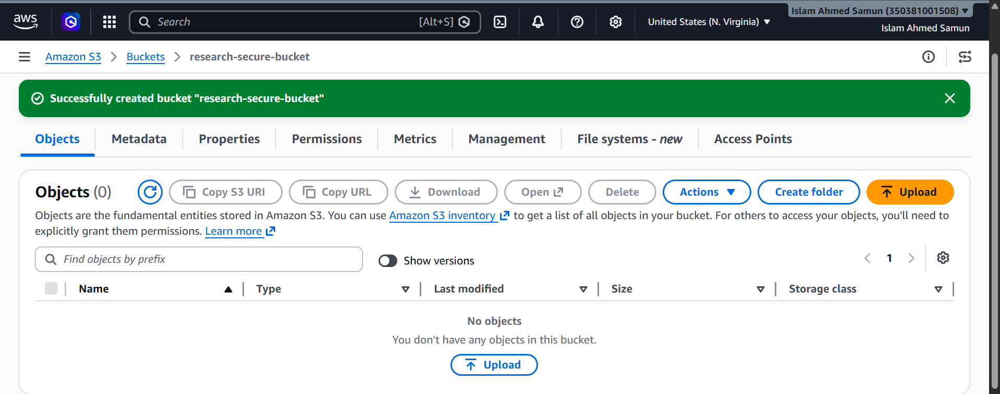 aws
Search [Alt+S]
United States (N. Virginia)
Islam Ahmed Samun (350381001508)
Islam Ahmed Samun
Amazon S3 > Buckets > research-secure-bucket
Successfully created bucket "research-secure-bucket"
Objects Metadata Properties Permissions Metrics Management File systems - new Access Points
Objects (0) Copy S3 URI Copy URL Download Open Delete Actions Create folder Upload
Objects are the fundamental entities stored in Amazon S3. You can use Amazon S3 inventory to get a list of all objects in your bucket. For others to access your objects, you'll need to
explicitly grant them permissions. Learn more
Find objects by prefix Show versions 1
Name Type Last modified Size Storage class
No objects
You don't have any objects in this bucket.
Upload